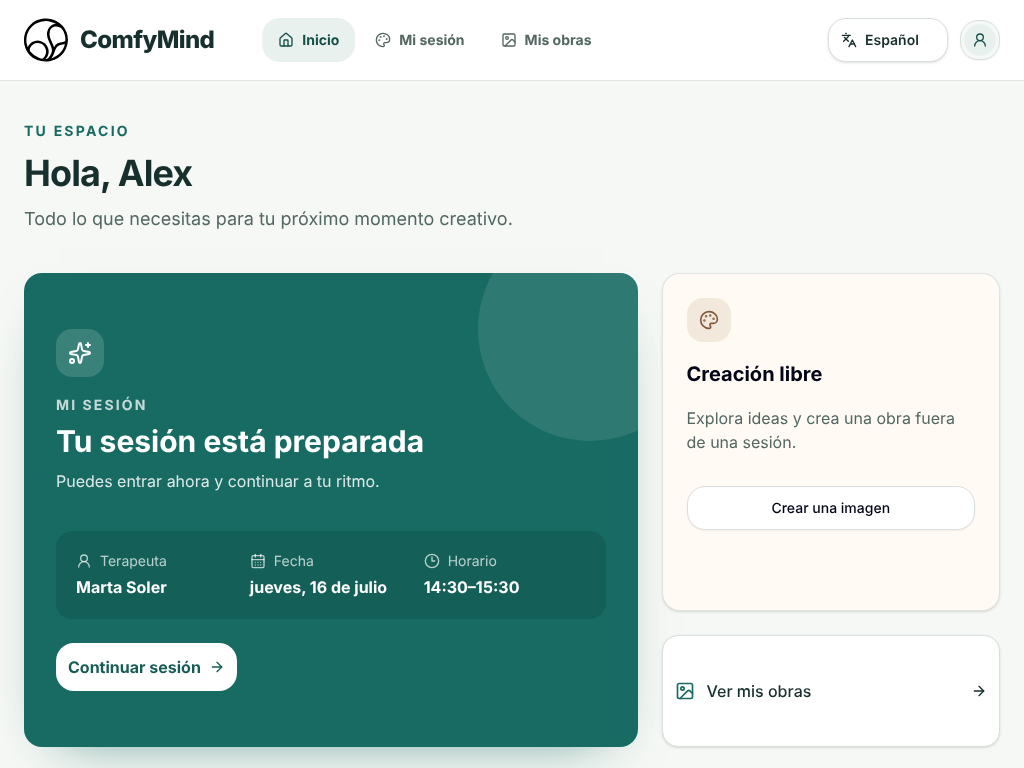 ComfyMind
Inicio
Mi sesión
Mis obras
Español
TU ESPACIO
Hola, Alex
Todo lo que necesitas para tu próximo momento creativo.
MI SESIÓN
Tu sesión está preparada
Puedes entrar ahora y continuar a tu ritmo.
Terapeuta
Marta Soler
Fecha
jueves, 16 de julio
Horario
14:30–15:30
Continuar sesión
Creación libre
Explora ideas y crea una obra fuera
de una sesión.
Crear una imagen
Ver mis obras